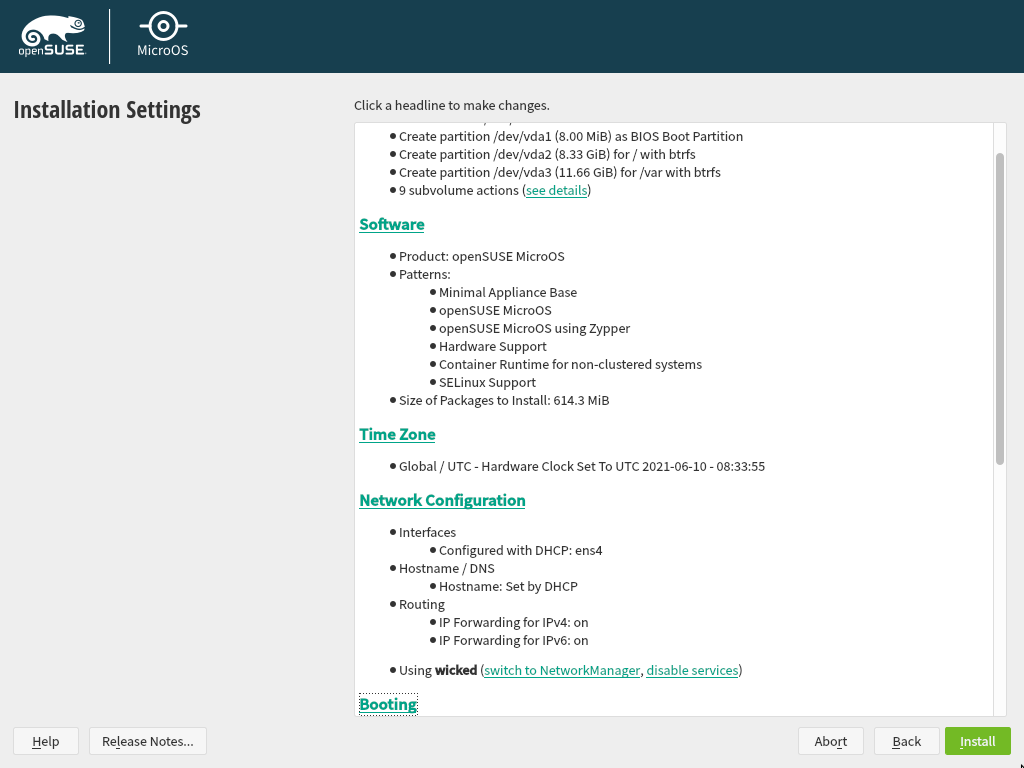 openSUSE
MicroOS
Installation Settings
Click a headline to make changes.
Create partition /dev/vda1 (8.00 MiB) as BIOS Boot Partition
Create partition /dev/vda2 (8.33 GiB) for / with btrfs
Create partition /dev/vda3 (11.66 GiB) for /var with btrfs
9 subvolume actions (see details)
Software
Product: openSUSE MicroOS
Patterns:
Minimal Appliance Base
openSUSE MicroOS
openSUSE MicroOS using Zypper
Hardware Support
Container Runtime for non-clustered systems
SELinux Support
Size of Packages to Install: 614.3 MiB
Time Zone
Global / UTC - Hardware Clock Set To UTC 2021-06-10 - 08:33:55
Network Configuration
Interfaces
Configured with DHCP: ens4
Hostname / DNS
Hostname: Set by DHCP
Routing
IP Forwarding for IPv4: on
IP Forwarding for IPv6: on
Using wicked (switch to NetworkManager, disable services)
Booting
Help
Release Notes...
Abort
Back
Install